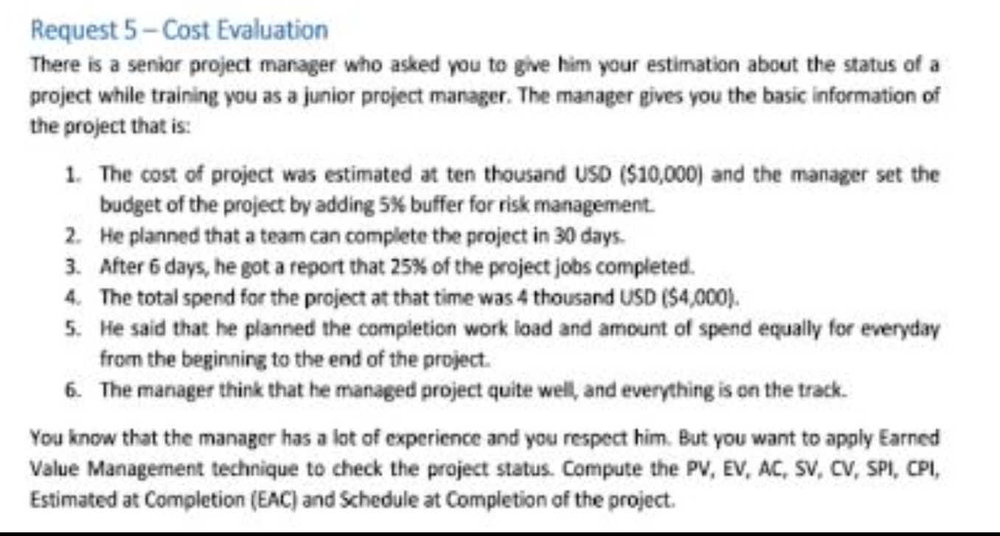 Request 5 – Cost Evaluation
There is a senior project manager who asked you to give him your estimation about the status of a
project while training you as a junior project manager. The manager gives you the basic information of
the project that is:
1. The cost of project was estimated at ten thousand USD ($10,000) and the manager set the
budget of the project by adding 5% buffer for risk management.
2. He planned that a team can complete the project in 30 days.
3. After 6 days, he got a report that 25% of the project jobs completed.
4. The total spend for the project at that time was 4 thousand USD ($4,000).
5. He said that he planned the completion work load and amount of spend equally for everyday
from the beginning to the end of the project.
6. The manager think that he managed project quite well, and everything is on the track.
You know that the manager has a lot of experience and you respect him. But you want to apply Earned
Value Management technique to check the project status. Compute the PV, EV, AC, SV, CV, SPI, CPI,
Estimated at Completion (EAC) and Schedule at Completion of the project.